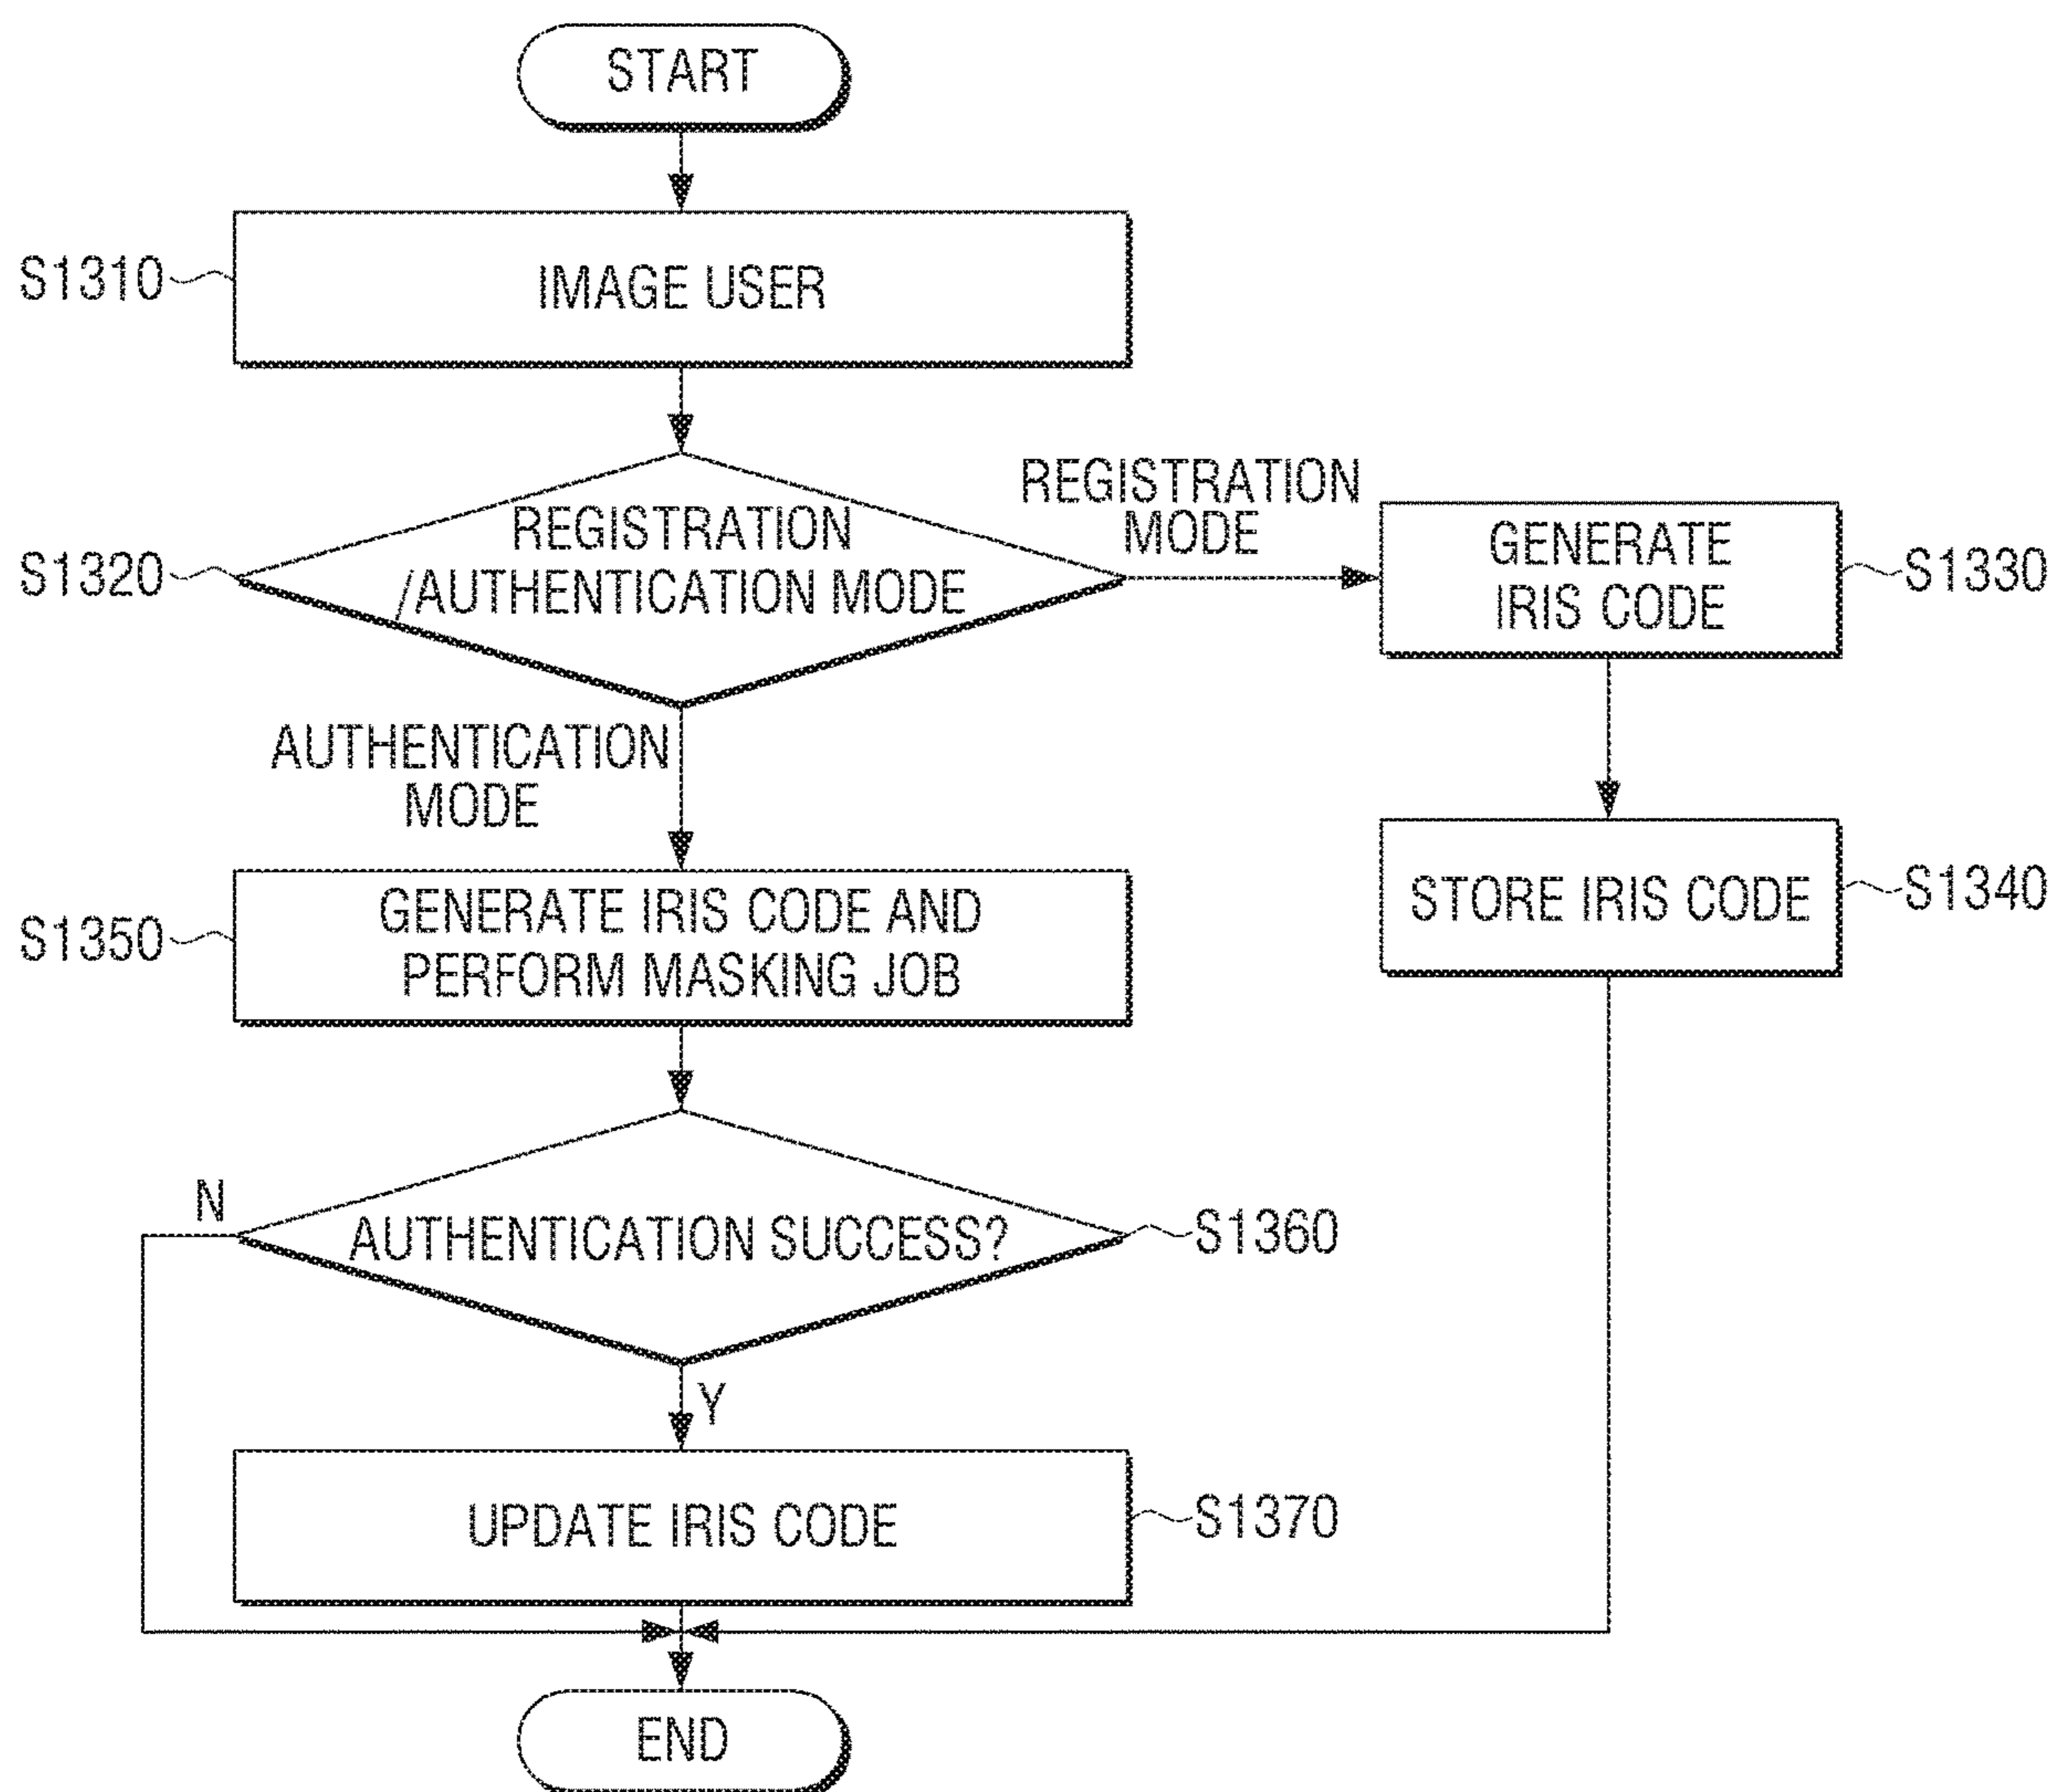 START
S1310
IMAGE USER
S1320
REGISTRATION
/AUTHENTICATION MODE
REGISTRATION
MODE
GENERATE
IRIS CODE
S1330
AUTHENTICATION
MODE
STORE IRIS CODE
S1340
S1350
GENERATE IRIS CODE AND
PERFORM MASKING JOB
N
AUTHENTICATION SUCCESS?
S1360
Y
UPDATE IRIS CODE
S1370
END